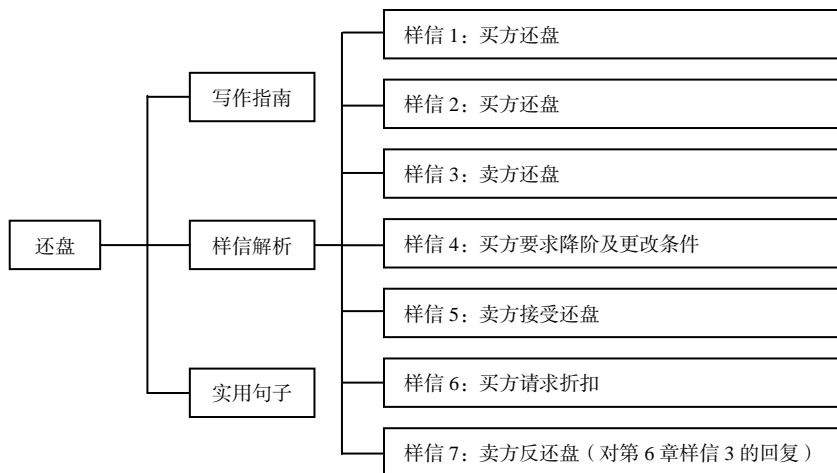 还盘
写作指南
样信解析
实用句子
样信 1：买方还盘
样信 2：买方还盘
样信 3：卖方还盘
样信 4：买方要求降阶及更改条件
样信 5：卖方接受还盘
样信 6：买方请求折扣
样信 7：卖方反还盘（对第 6 章样信 3 的回复）